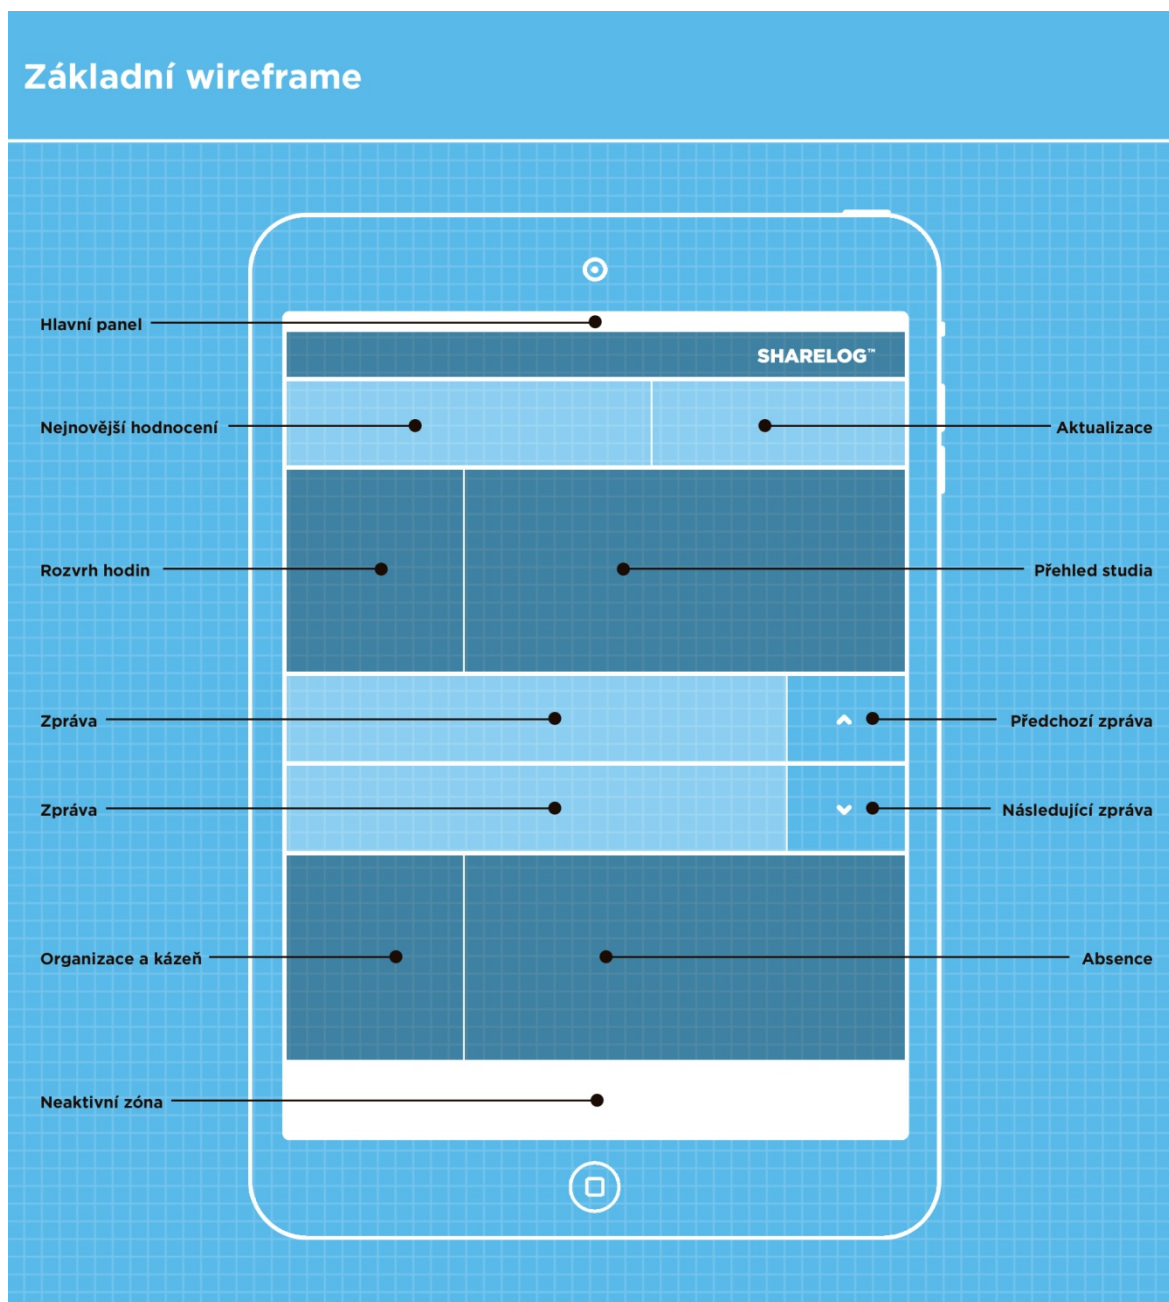 Základní wireframe
Hlavní panel
SHARELOG™
Nejnovější hodnocení
Aktualizace
Rozvrh hodin
Přehled studia
Zpráva
Předchozí zpráva
Zpráva
Následující zpráva
Organizace a kázeň
Absence
Neaktivní zóna